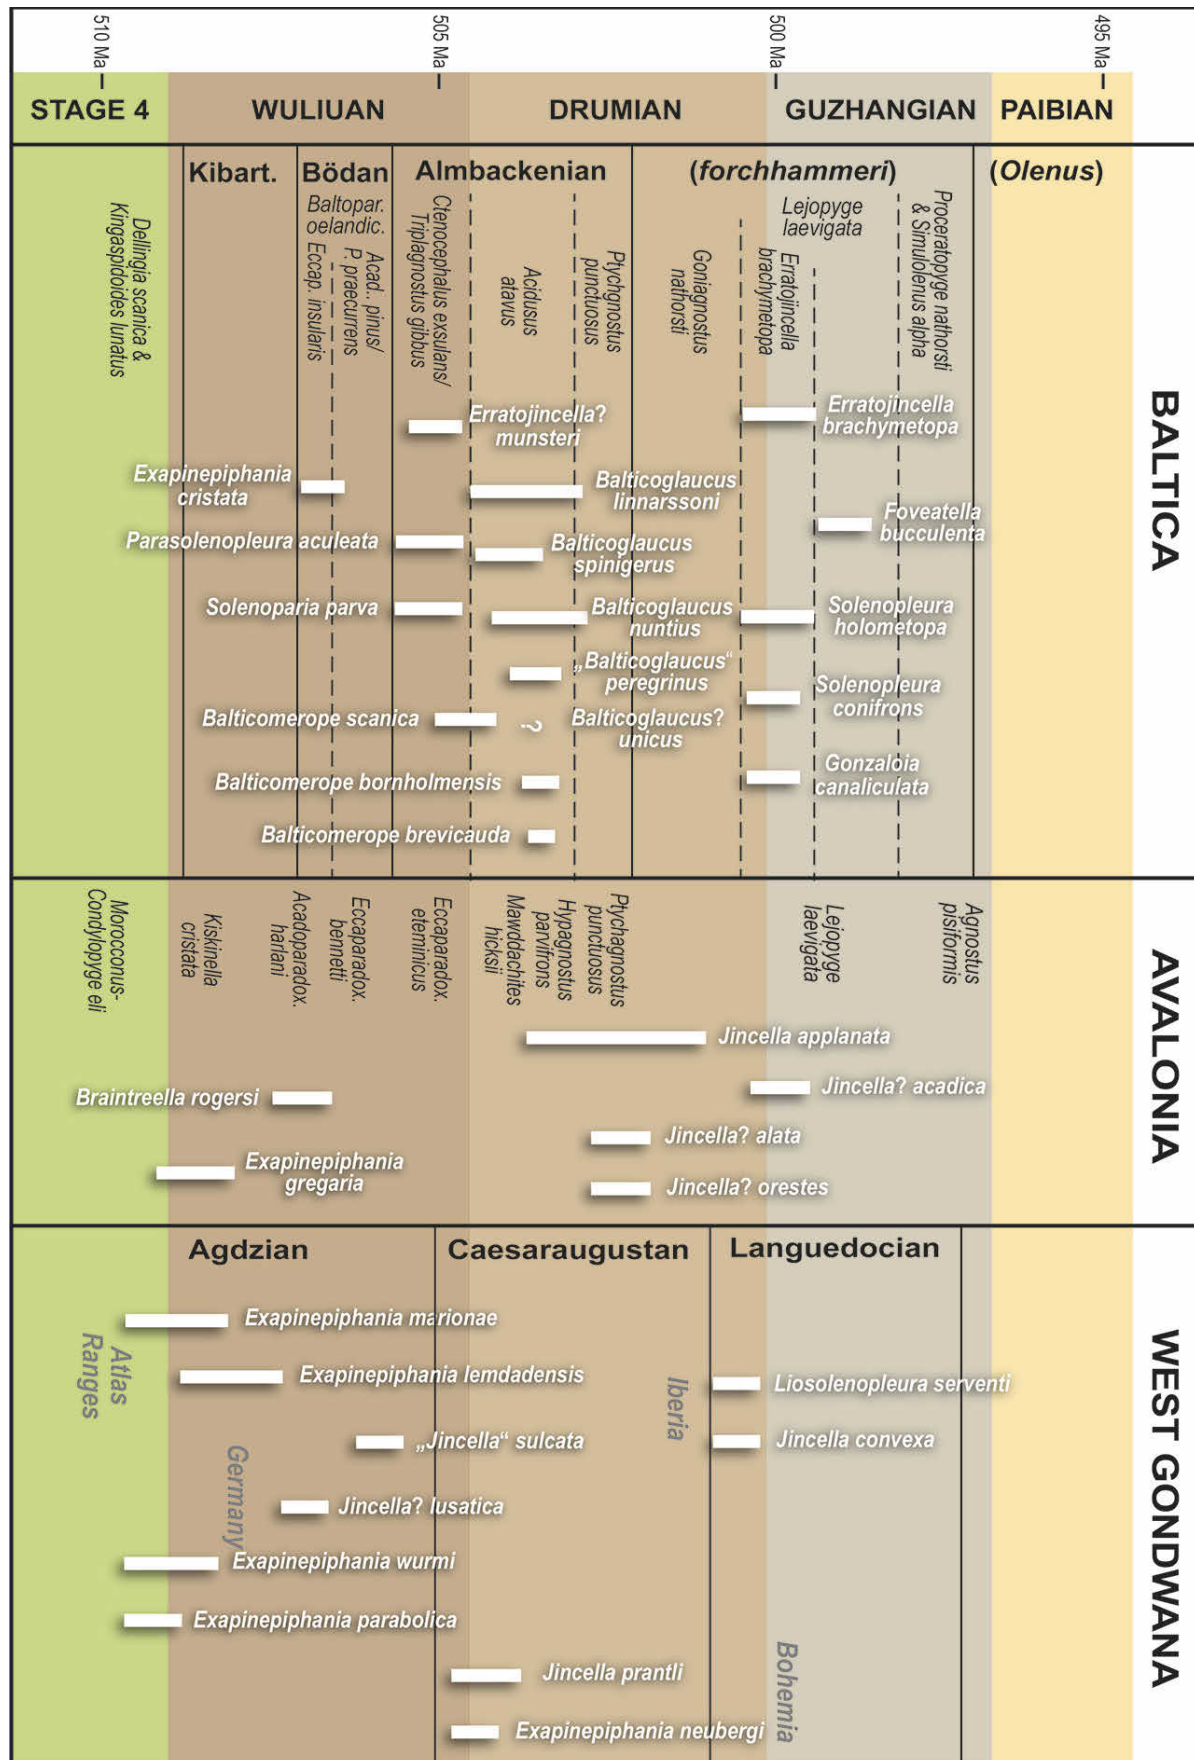 510 Ma
505 Ma
500 Ma
495 Ma
STAGE 4
WULIUAN
DRUMIAN
GUZHANGIAN
PAIBIAN
BALTICA
Kibart.
Bödan
Almbackenian
(forchhammeri)
(Olenus)
Dellingia scanica &
Kingaspidoides lunatus
Baltopar.
oelandic.
Eccap. insularis
Acad.. pinus/
P. praecurrens
Ctenocephalus exsulans/
Triplagnostus gibbus
Acidusus
atavus
Ptychgnostus
punctuosus
Goniagnostus
nathorsti
Lejopyge
laevigata
Erratojincella
brachymetopa
Proceratopyge nathorsti
& Simulolenus alpha
Erratojincella?
munsteri
Erratojincella
brachymetopa
Exapinepiphania
cristata
Balticoglaucus
linnarssoni
Foveatella
bucculenta
Parasolenopleura aculeata
Balticoglaucus
spinigerus
Solenoparia parva
Balticoglaucus
nuntius
Solenopleura
holometopa
„Balticoglaucus“
peregrinus
Solenopleura
conifrons
Balticomerope scanica
?
Balticoglaucus?
unicus
Balticomerope bornholmensis
Gonzaloia
canaliculata
Balticomerope brevicauda
AVALONIA
Morocconus-
Condylopyge eli
Kiskinella
cristata
Acadoparadox.
harlani
Eccaparadox.
bennetti
Eccaparadox.
eteminicus
Mawddachites
hicksii
Hypagnostus
parvifrons
Ptychagnostus
punctuosus
Lejopyge
laevigata
Agnostus
pisiformis
Jincella applanata
Braintreella rogersi
Jincella? acadica
Jincella? alata
Exapinepiphania
gregaria
Jincella? orestes
WEST GONDWANA
Agdzian
Caesaraugustan
Languedocian
Exapinepiphania marionae
Atlas
Ranges
Exapinepiphania lemdadensis
Iberia
Liosolenopleura serventi
„Jincella“ sulcata
Jincella convexa
Germany
Jincella? lusatica
Exapinepiphania wurmi
Exapinepiphania parabolica
Bohemia
Jincella prantli
Exapinepiphania neubergi